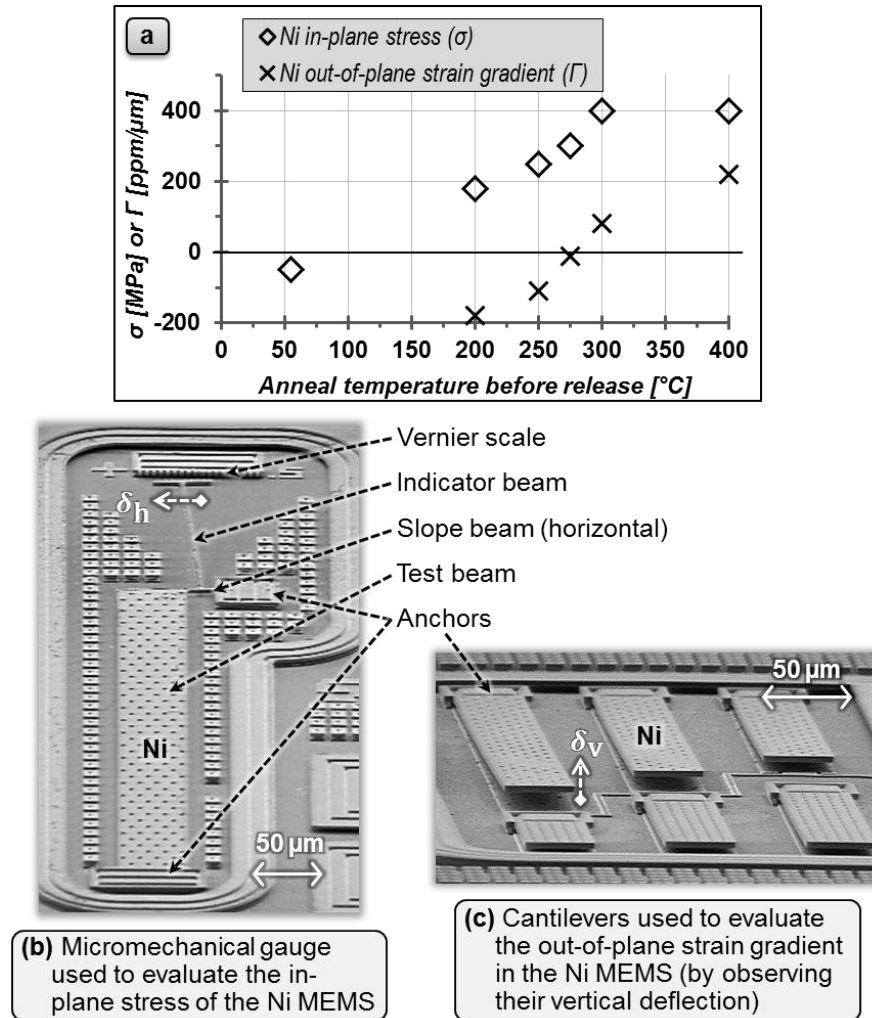 a
Ni in-plane stress (σ)
Ni out-of-plane strain gradient (Γ)
σ [MPa] or Γ [ppm/µm]
400
200
0
-200
0 50 100 150 200 250 300 350 400
Anneal temperature before release [°C]
Vernier scale
Indicator beam
Slope beam (horizontal)
Test beam
Anchors
δh
Ni
50 µm
50 µm
Ni
δv
(b) Micromechanical gauge
used to evaluate the in-
plane stress of the Ni MEMS
(c) Cantilevers used to evaluate
the out-of-plane strain gradient
in the Ni MEMS (by observing
their vertical deflection)